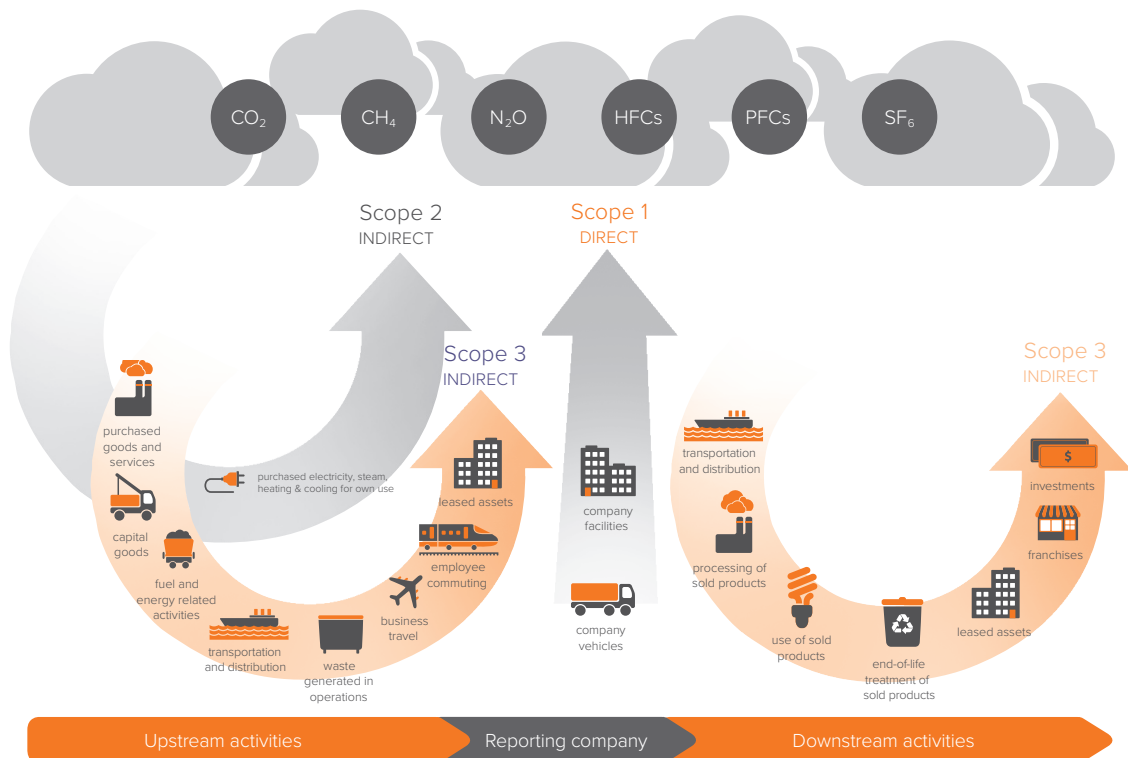 CO₂
CH₄
N₂O
HFCs
PFCs
SF₆
Scope 2
INDIRECT
Scope 1
DIRECT
Scope 3
INDIRECT
Scope 3
INDIRECT
purchased
goods and
services
capital
goods
fuel and
energy related
activities
transportation
and distribution
waste
generated in
operations
business
travel
employee
commuting
leased assets
purchased electricity, steam,
heating & cooling for own use
company
facilities
company
vehicles
transportation
and distribution
processing of
sold products
use of sold
products
end-of-life
treatment of
sold products
leased assets
franchises
$
investments
Upstream activities
Reporting company
Downstream activities